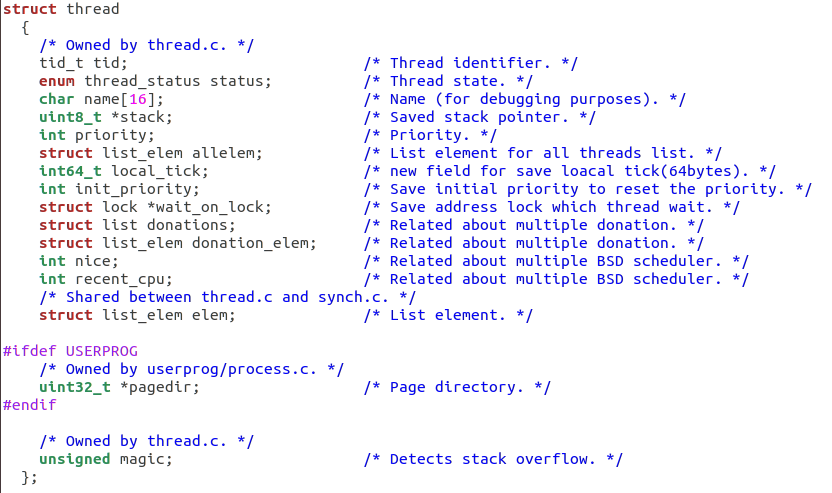 struct thread
  {
    /* Owned by thread.c. */
    tid_t tid;                          /* Thread identifier. */
    enum thread_status status;          /* Thread state. */
    char name[16];                      /* Name (for debugging purposes). */
    uint8_t *stack;                     /* Saved stack pointer. */
    int priority;                       /* Priority. */
    struct list_elem allelem;           /* List element for all threads list. */
    int64_t local_tick;                 /* new field for save loacal tick(64bytes). */
    int init_priority;                  /* Save initial priority to reset the priority. */
    struct lock *wait_on_lock;          /* Save address lock which thread wait. */
    struct list donations;              /* Related about multiple donation. */
    struct list_elem donation_elem;     /* Related about multiple donation. */
    int nice;                           /* Related about multiple BSD scheduler. */
    int recent_cpu;                     /* Related about multiple BSD scheduler. */
    /* Shared between thread.c and synch.c. */
    struct list_elem elem;              /* List element. */

#ifdef USERPROG
    /* Owned by userprog/process.c. */
    uint32_t *pagedir;                  /* Page directory. */
#endif

    /* Owned by thread.c. */
    unsigned magic;                     /* Detects stack overflow. */
  };